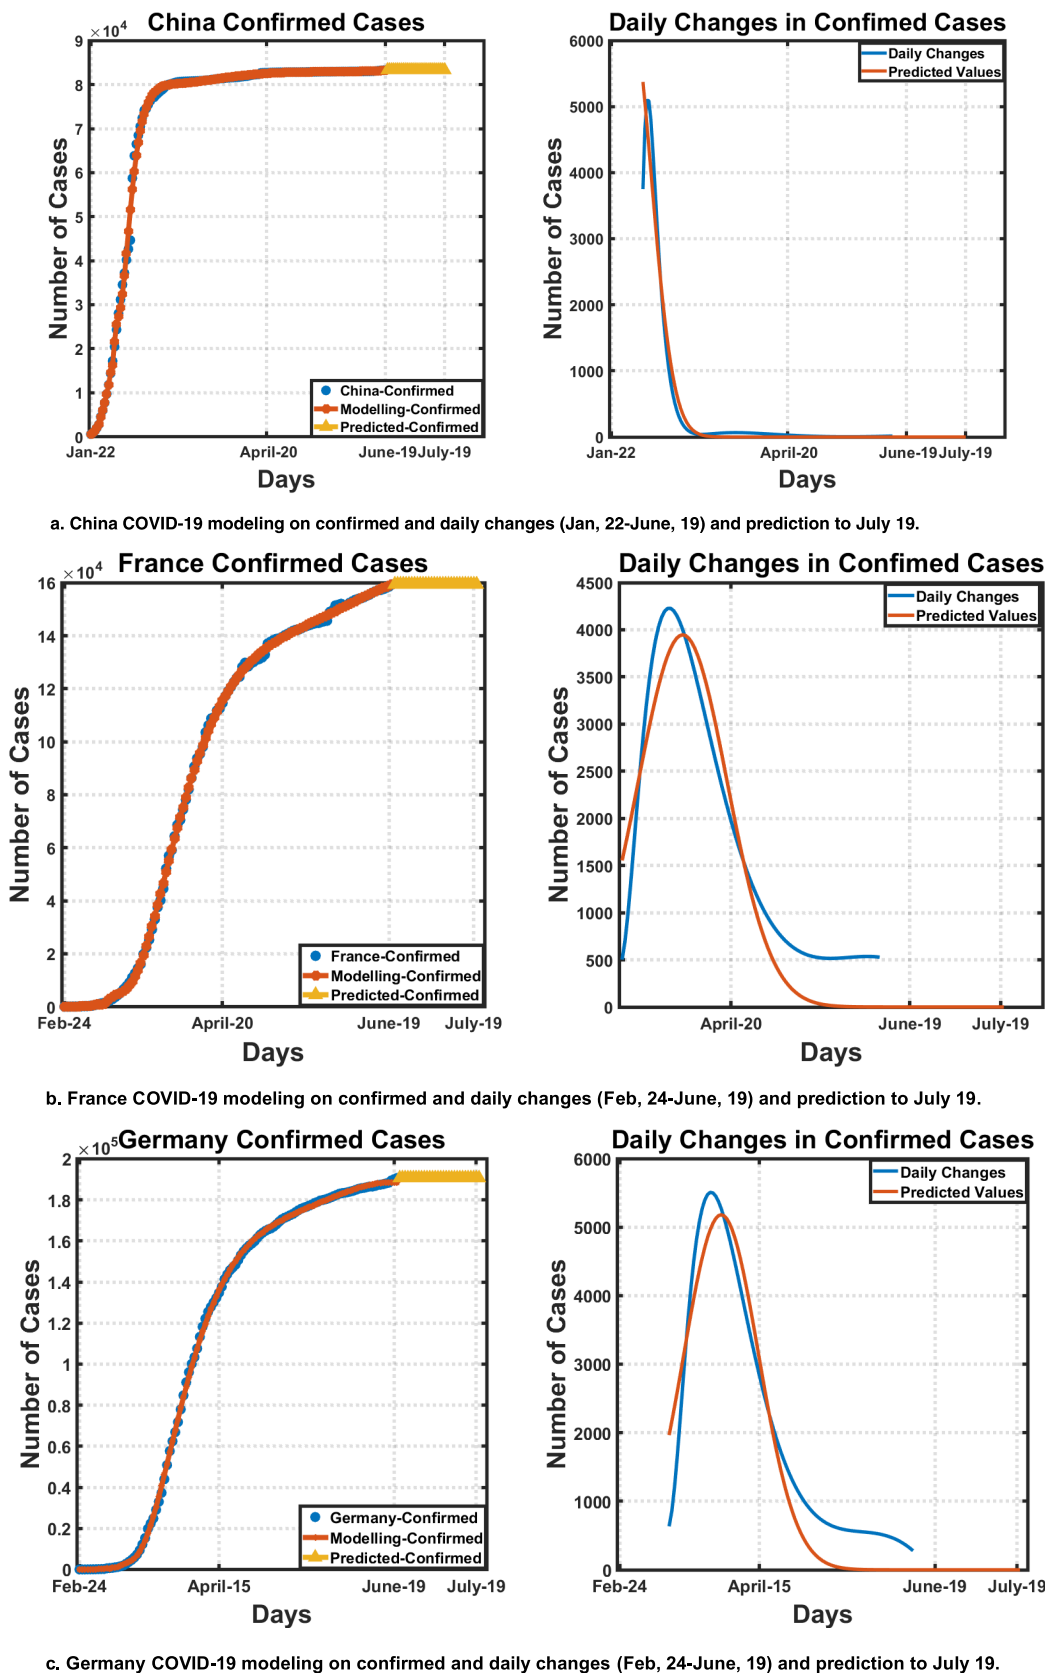 China Confirmed Cases
×10⁴
9
8
7
6
5
4
3
2
1
0
Number of Cases
China-Confirmed
Modelling-Confirmed
Predicted-Confirmed
Jan-22 April-20 June-19 July-19
Days
Daily Changes in Confimed Cases
6000
5000
4000
3000
2000
1000
0
Number of Cases
Daily Changes
Predicted Values
Jan-22 April-20 June-19 July-19
Days
a. China COVID-19 modeling on confirmed and daily changes (Jan, 22-June, 19) and prediction to July 19.
France Confirmed Cases
×10⁴
16
14
12
10
8
6
4
2
0
Number of Cases
France-Confirmed
Modelling-Confirmed
Predicted-Confirmed
Feb-24 April-20 June-19 July-19
Days
Daily Changes in Confimed Cases
4500
4000
3500
3000
2500
2000
1500
1000
500
0
Number of Cases
Daily Changes
Predicted Values
April-20 June-19 July-19
Days
b. France COVID-19 modeling on confirmed and daily changes (Feb, 24-June, 19) and prediction to July 19.
Germany Confirmed Cases
×10⁵
2
1.8
1.6
1.4
1.2
1
0.8
0.6
0.4
0.2
0
Number of Cases
Germany-Confirmed
Modelling-Confirmed
Predicted-Confirmed
Feb-24 April-15 June-19 July-19
Days
Daily Changes in Confirmed Cases
6000
5000
4000
3000
2000
1000
0
Number of Cases
Daily Changes
Predicted Values
Feb-24 April-15 June-19 July-19
Days
c. Germany COVID-19 modeling on confirmed and daily changes (Feb, 24-June, 19) and prediction to July 19.